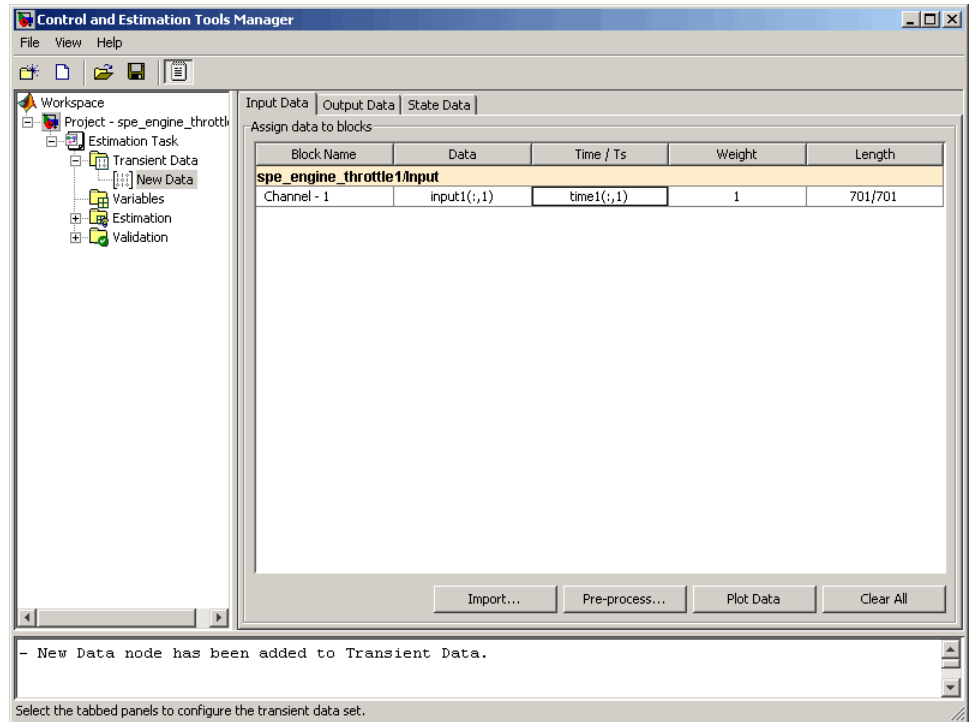 Control and Estimation Tools Manager
File View Help
Workspace
Project - spe_engine_throttl
Estimation Task
Transient Data
New Data
Variables
Estimation
Validation
Input Data Output Data State Data
Assign data to blocks
Block Name Data Time / Ts Weight Length
spe_engine_throttle1/Input
Channel - 1 input1(:,1) time1(:,1) 1 701/701
Import... Pre-process... Plot Data Clear All
- New Data node has been added to Transient Data.
Select the tabbed panels to configure the transient data set.